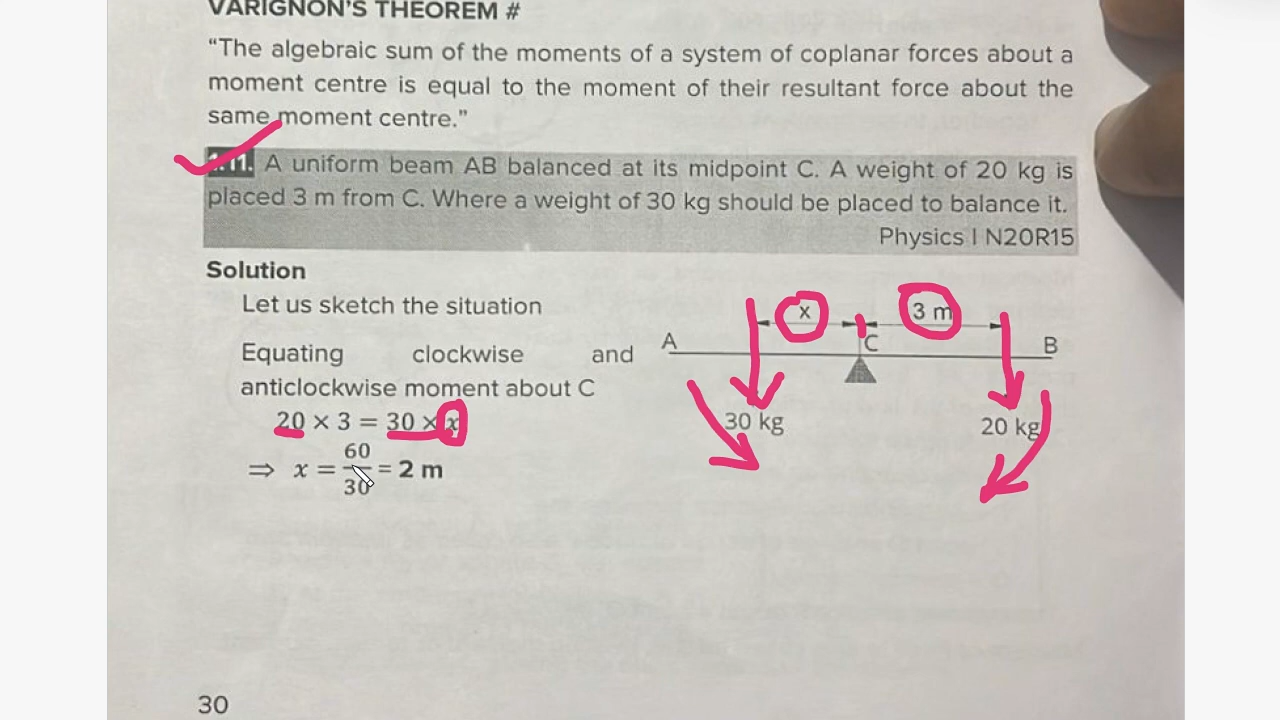 VARIGNON'S THEOREM #
“The algebraic sum of the moments of a system of coplanar forces about a
moment centre is equal to the moment of their resultant force about the
same moment centre.”
A uniform beam AB balanced at its midpoint C. A weight of 20 kg is
placed 3 m from C. Where a weight of 30 kg should be placed to balance it.
Physics I N20R15
Solution
Let us sketch the situation
Equating clockwise and
anticlockwise moment about C
20 × 3 = 30 × x
⇒ x = 60/30 = 2 m
x 3 m
A C B
30 kg 20 kg
30